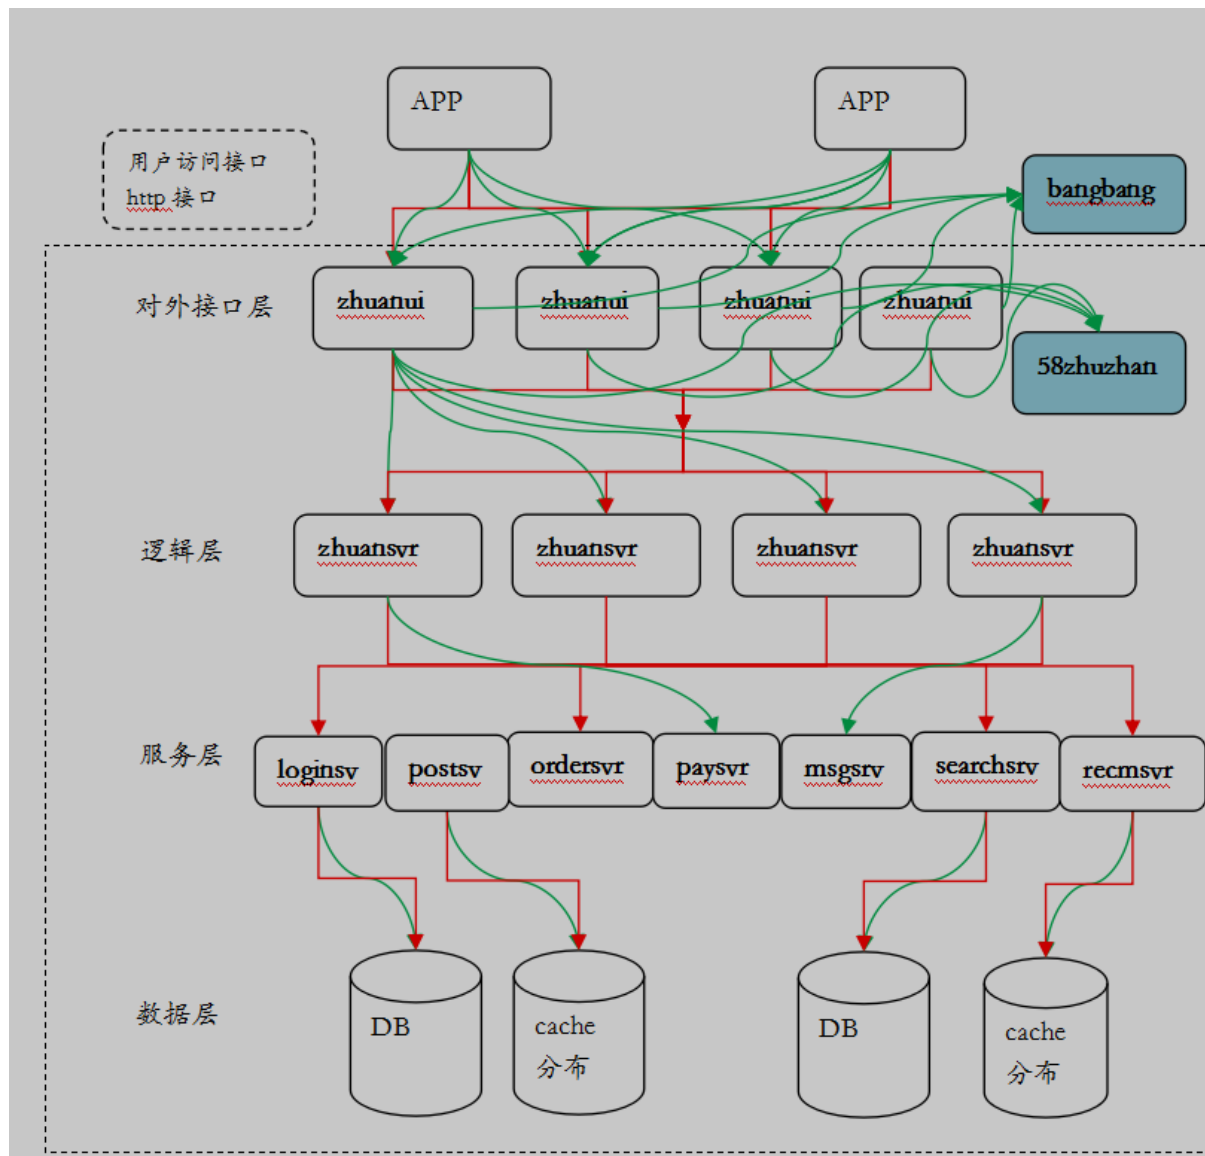 APP
APP
用户访问接口
http 接口
bangbang
对外接口层
zhuanui
zhuanui
zhuanui
zhuanui
58zhuzhan
逻辑层
zhuansvr
zhuansvr
zhuansvr
zhuansvr
服务层
loginsv
postsv
ordersvr
paysvr
msgsrv
searchsrv
recmsvr
数据层
DB
cache
分布
DB
cache
分布